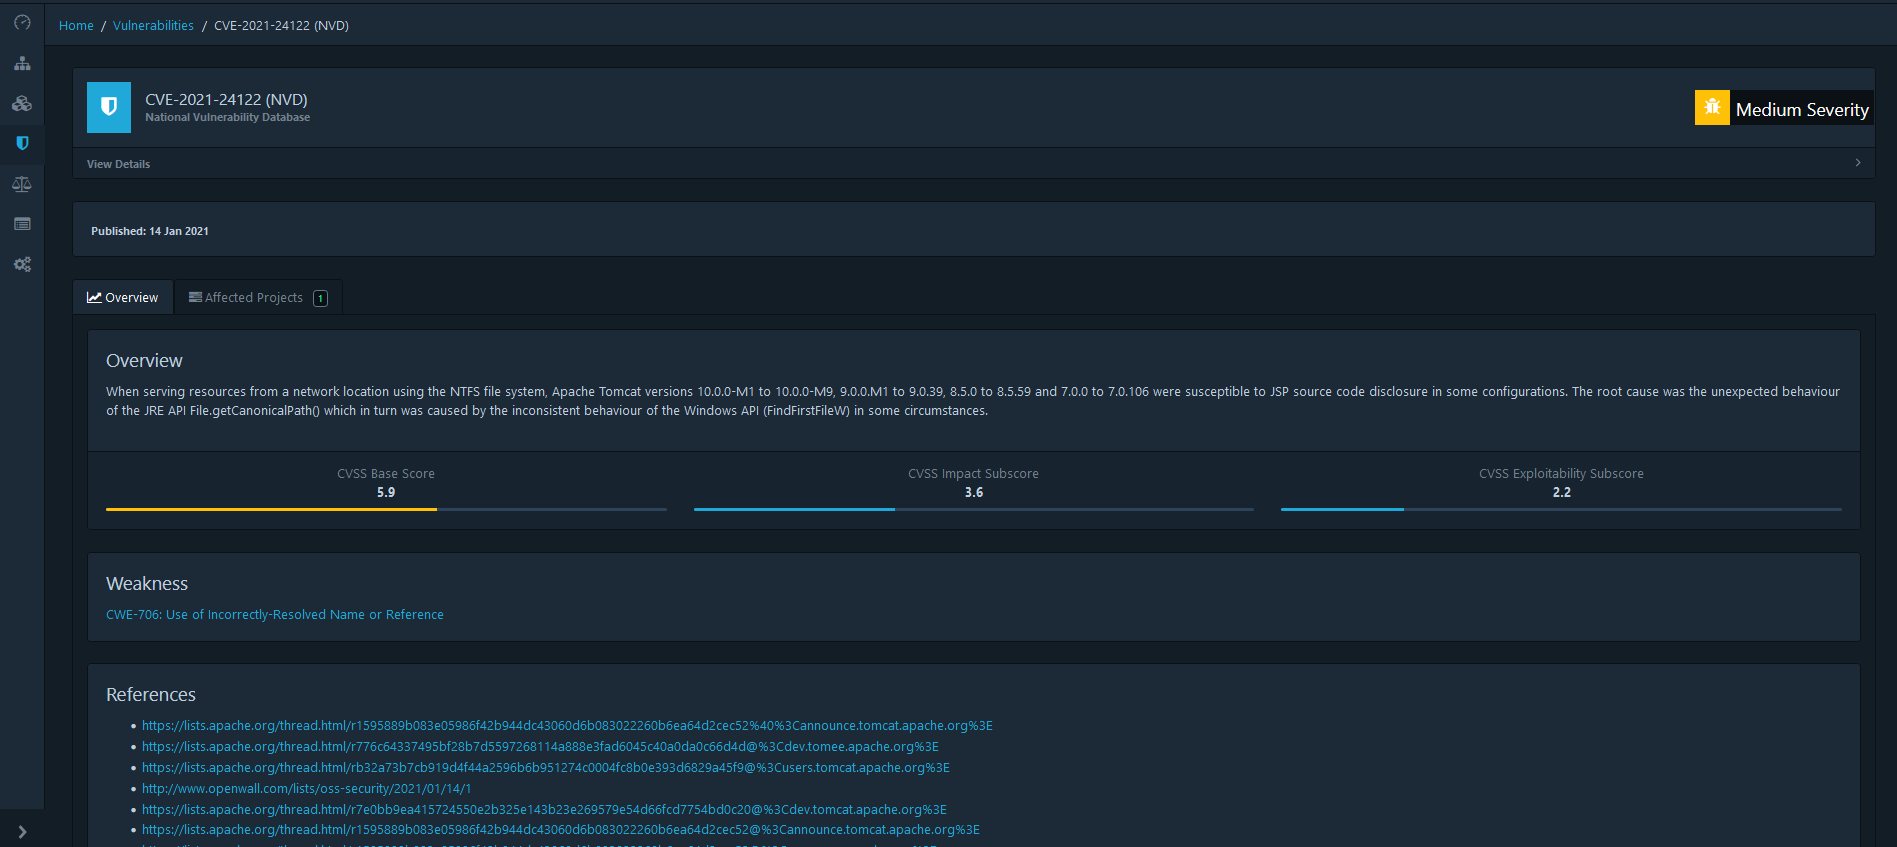 Home / Vulnerabilities / CVE-2021-24122 (NVD)
CVE-2021-24122 (NVD)
National Vulnerability Database
Medium Severity
View Details
Published: 14 Jan 2021
Overview
Affected Projects 1
Overview
When serving resources from a network location using the NTFS file system, Apache Tomcat versions 10.0.0-M1 to 10.0.0-M9, 9.0.0.M1 to 9.0.39, 8.5.0 to 8.5.59 and 7.0.0 to 7.0.106 were susceptible to JSP source code disclosure in some configurations. The root cause was the unexpected behaviour
of the JRE API File.getCanonicalPath() which in turn was caused by the inconsistent behaviour of the Windows API (FindFirstFileW) in some circumstances.
CVSS Base Score
5.9
CVSS Impact Subscore
3.6
CVSS Exploitability Subscore
2.2
Weakness
CWE-706: Use of Incorrectly-Resolved Name or Reference
References
https://lists.apache.org/thread.html/r1595889b083e05986f42b944dc43060d6b083022260b6ea64d2cec52%40%3Cannounce.tomcat.apache.org%3E
https://lists.apache.org/thread.html/r776c64337495bf28b7d5597268114a888e3fad6045c40a0da0c66d4d@%3Cdev.tomee.apache.org%3E
https://lists.apache.org/thread.html/rb32a73b7cb919d4f44a2596b6b951274c0004fc8b0e393d6829a45f9@%3Cusers.tomcat.apache.org%3E
http://www.openwall.com/lists/oss-security/2021/01/14/1
https://lists.apache.org/thread.html/r7e0bb9ea415724550e2b325e143b23e269579e54d66fcd7754bd0c20@%3Cdev.tomcat.apache.org%3E
https://lists.apache.org/thread.html/r1595889b083e05986f42b944dc43060d6b083022260b6ea64d2cec52@%3Cannounce.tomcat.apache.org%3E